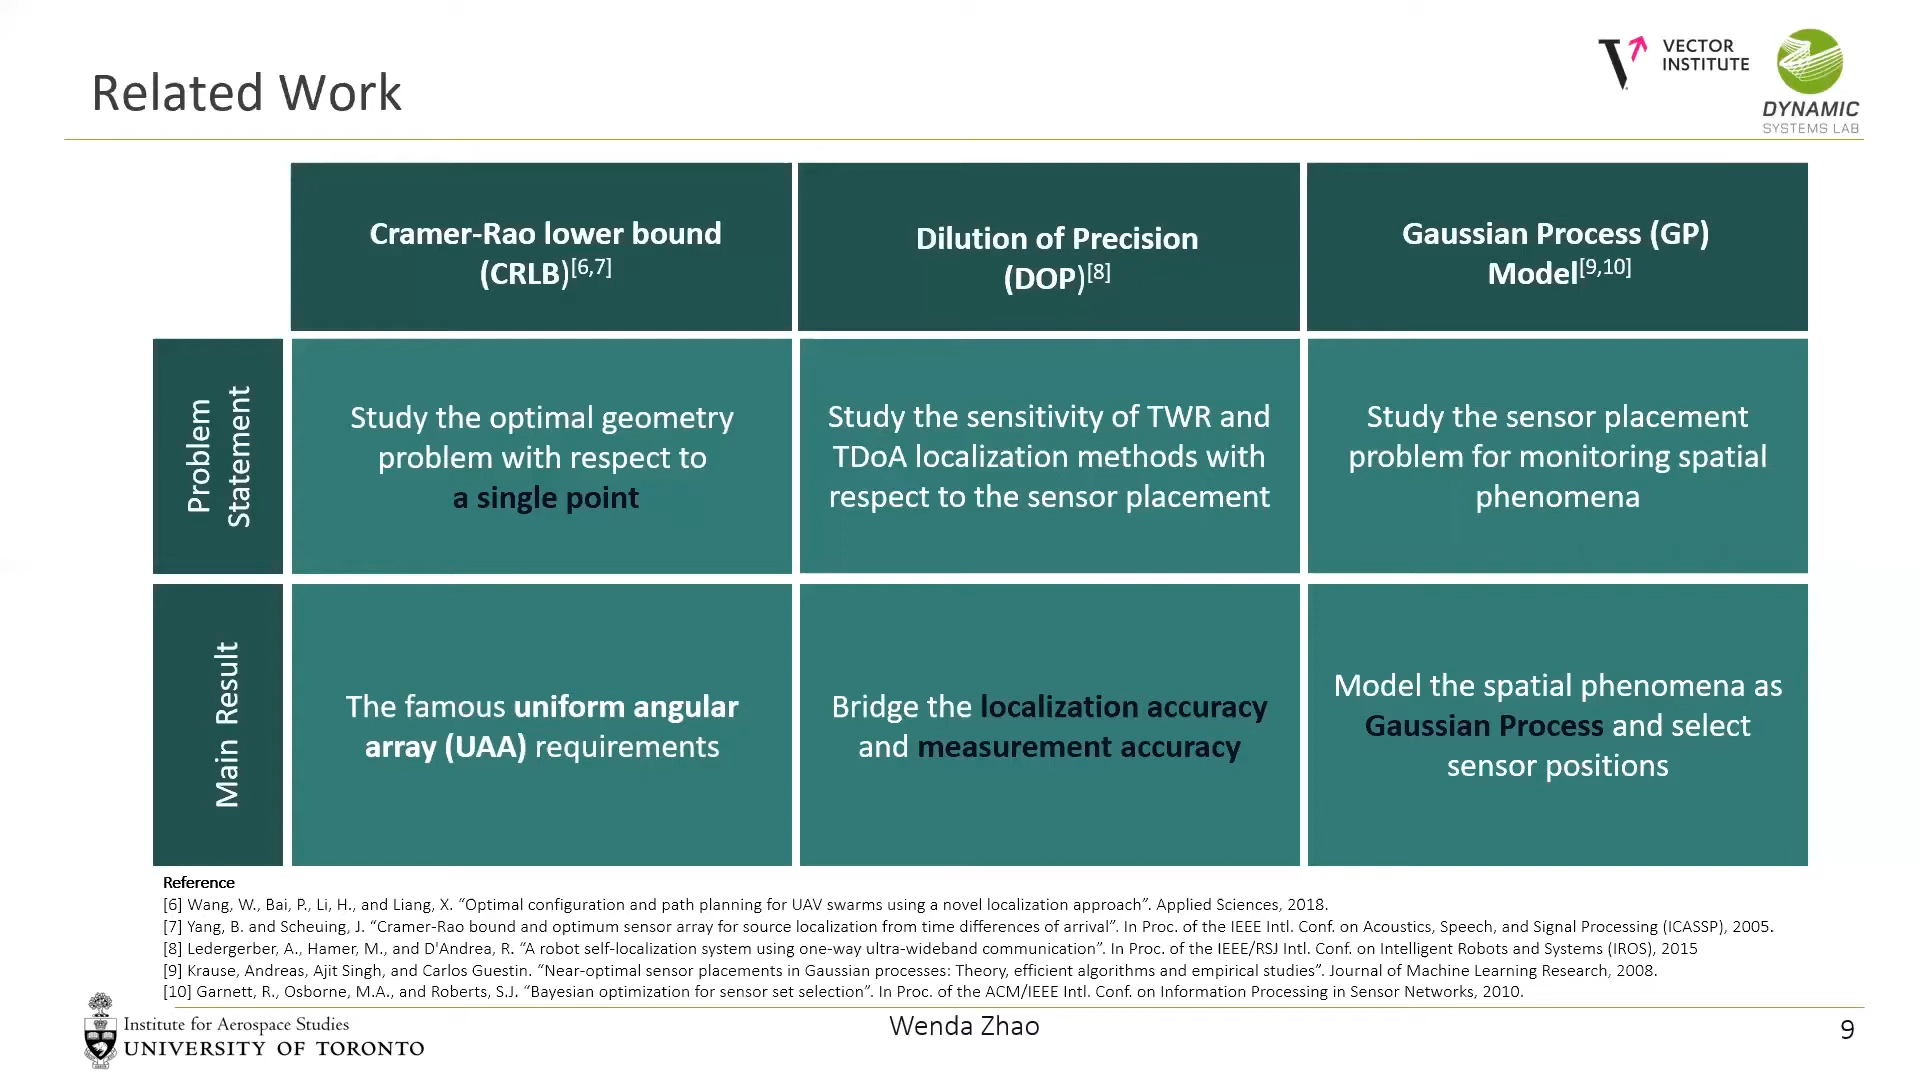 Related Work
VECTOR
INSTITUTE
DYNAMIC
SYSTEMS LAB
Cramer-Rao lower bound
(CRLB)[6,7]
Dilution of Precision
(DOP)[8]
Gaussian Process (GP)
Model[9,10]
Problem
Statement
Study the optimal geometry
problem with respect to
a single point
Study the sensitivity of TWR and
TDoA localization methods with
respect to the sensor placement
Study the sensor placement
problem for monitoring spatial
phenomena
Main Result
The famous uniform angular
array (UAA) requirements
Bridge the localization accuracy
and measurement accuracy
Model the spatial phenomena as
Gaussian Process and select
sensor positions
Reference
[6] Wang, W., Bai, P., Li, H., and Liang, X. “Optimal configuration and path planning for UAV swarms using a novel localization approach”. Applied Sciences, 2018.
[7] Yang, B. and Scheuing, J. “Cramer-Rao bound and optimum sensor array for source localization from time differences of arrival”. In Proc. of the IEEE Intl. Conf. on Acoustics, Speech, and Signal Processing (ICASSP), 2005.
[8] Ledergerber, A., Hamer, M., and D'Andrea, R. “A robot self-localization system using one-way ultra-wideband communication”. In Proc. of the IEEE/RSJ Intl. Conf. on Intelligent Robots and Systems (IROS), 2015
[9] Krause, Andreas, Ajit Singh, and Carlos Guestin. “Near-optimal sensor placements in Gaussian processes: Theory, efficient algorithms and empirical studies”. Journal of Machine Learning Research, 2008.
[10] Garnett, R., Osborne, M.A., and Roberts, S.J. “Bayesian optimization for sensor set selection”. In Proc. of the ACM/IEEE Intl. Conf. on Information Processing in Sensor Networks, 2010.
Institute for Aerospace Studies
UNIVERSITY OF TORONTO
Wenda Zhao
9